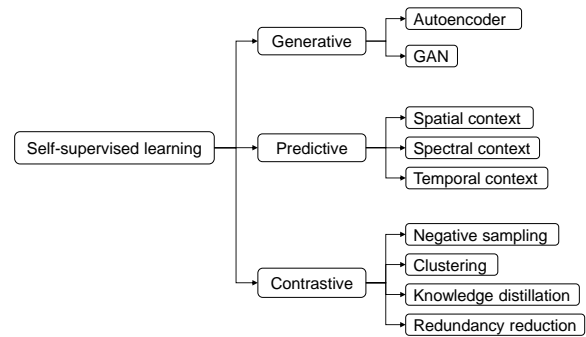 Self-supervised learning
Generative
Autoencoder
GAN
Predictive
Spatial context
Spectral context
Temporal context
Contrastive
Negative sampling
Clustering
Knowledge distillation
Redundancy reduction